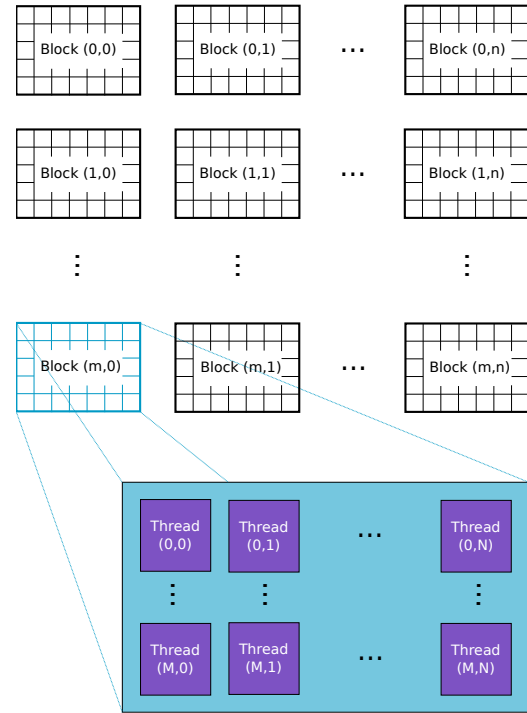 Block (0,0) Block (0,1) ... Block (0,n)
Block (1,0) Block (1,1) ... Block (1,n)
⋮ ⋮ ⋮
Block (m,0) Block (m,1) ... Block (m,n)
Thread Thread ... Thread
(0,0) (0,1) (0,N)
⋮ ⋮ ⋮
Thread Thread ... Thread
(M,0) (M,1) (M,N)